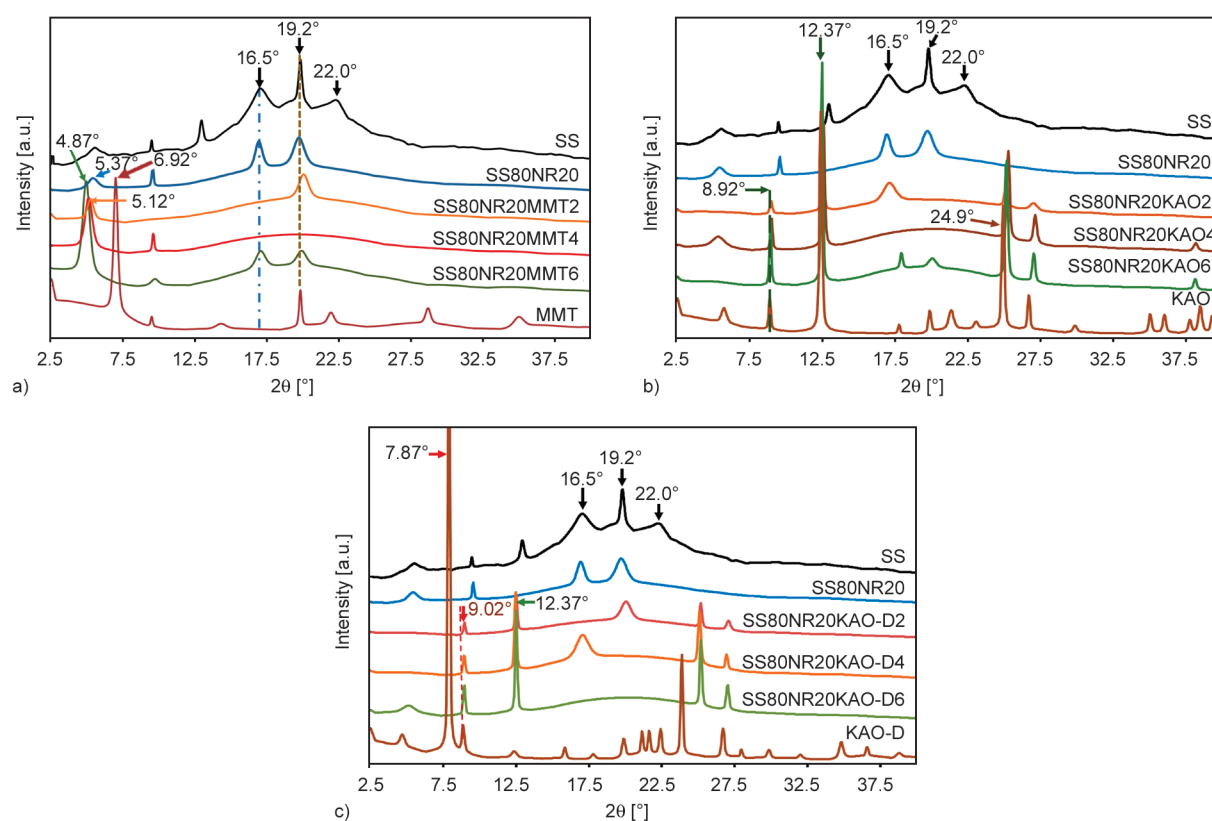 19.2°
16.5°
22.0°
4.87°
5.37°
6.92°
5.12°
SS
SS80NR20
SS80NR20MMT2
SS80NR20MMT4
SS80NR20MMT6
MMT
Intensity [a.u.]
2.5 7.5 12.5 17.5 22.5 27.5 32.5 37.5
2θ [°]
a)
12.37°
19.2°
16.5°
22.0°
8.92°
24.9°
SS
SS80NR20
SS80NR20KAO2
SS80NR20KAO4
SS80NR20KAO6
KAO
Intensity [a.u.]
2.5 7.5 12.5 17.5 22.5 27.5 32.5 37.5
2θ [°]
b)
7.87°
19.2°
16.5°
22.0°
9.02°
12.37°
SS
SS80NR20
SS80NR20KAO-D2
SS80NR20KAO-D4
SS80NR20KAO-D6
KAO-D
Intensity [a.u.]
2.5 7.5 12.5 17.5 22.5 27.5 32.5 37.5
2θ [°]
c)